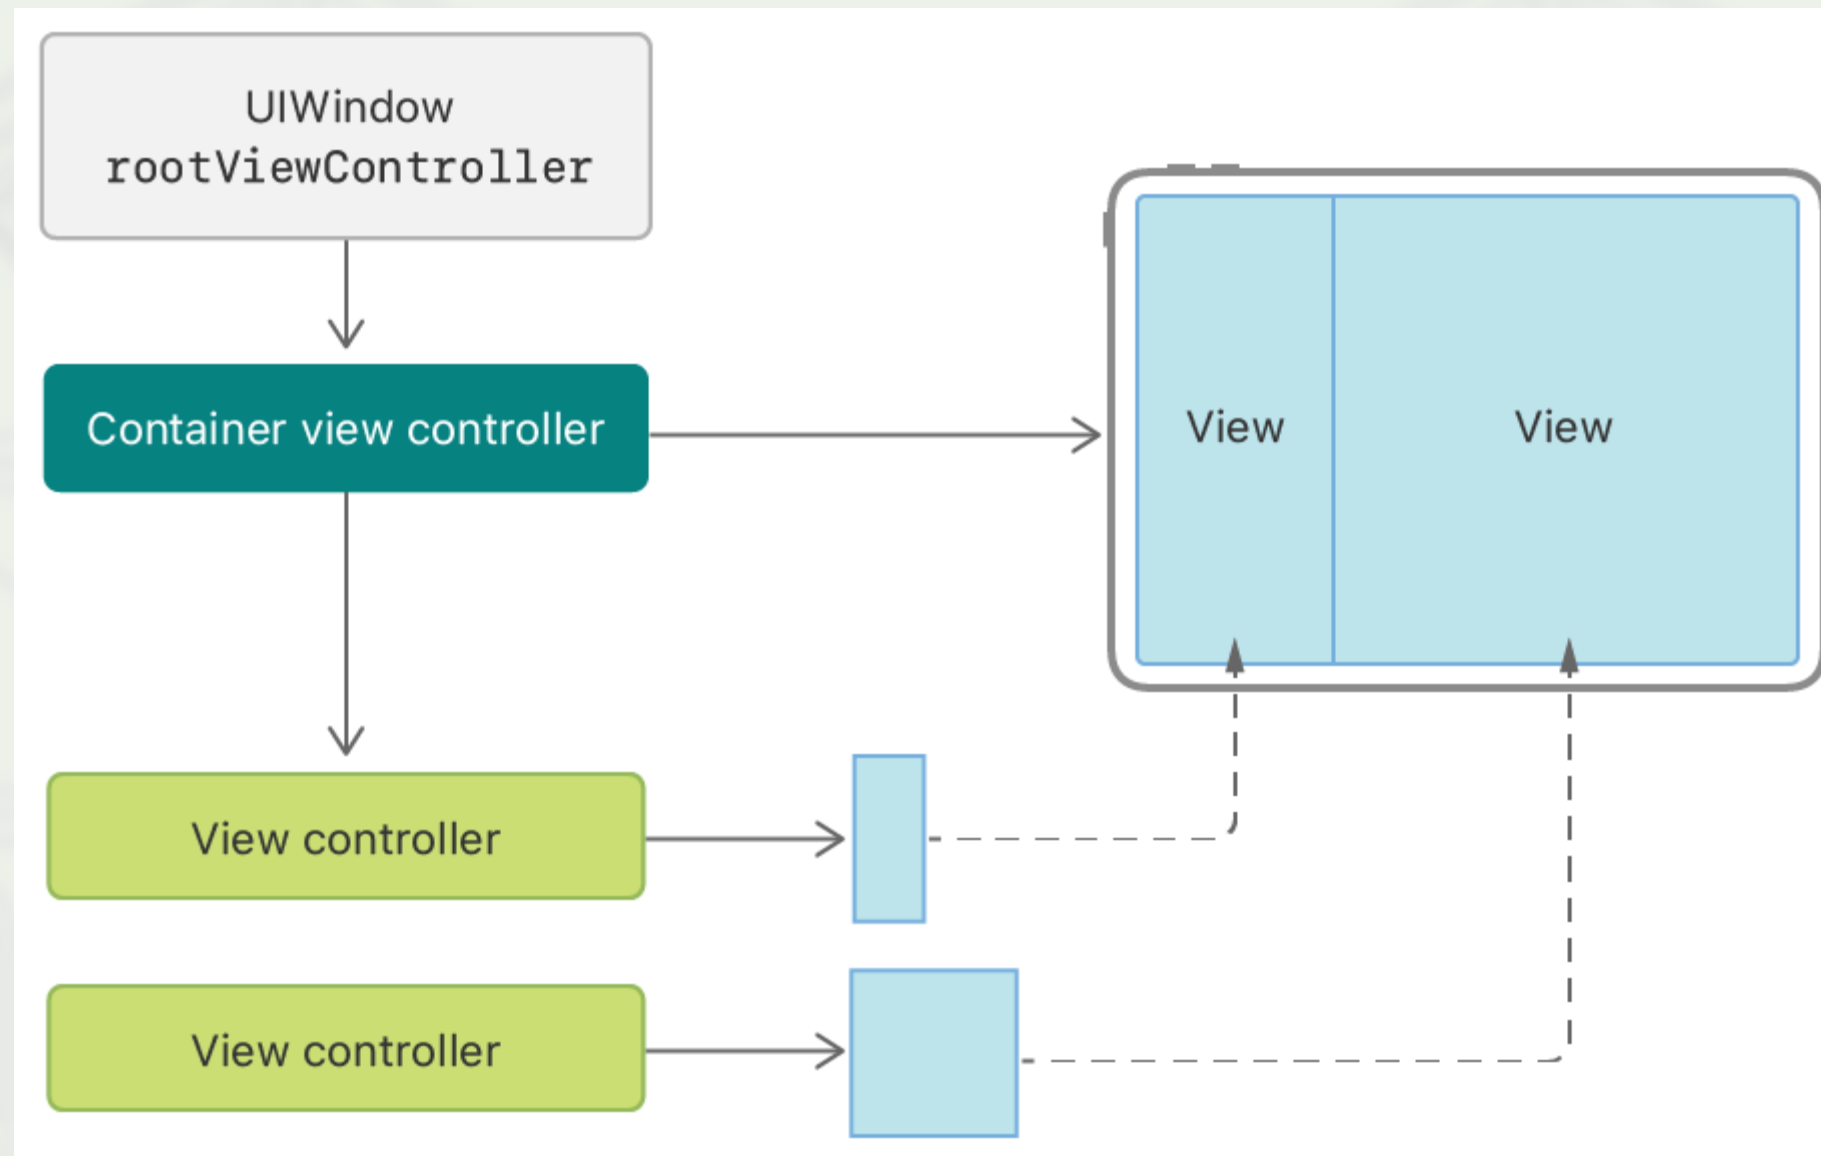 UIWindow
rootViewController
Container view controller
View
View
View controller
View controller